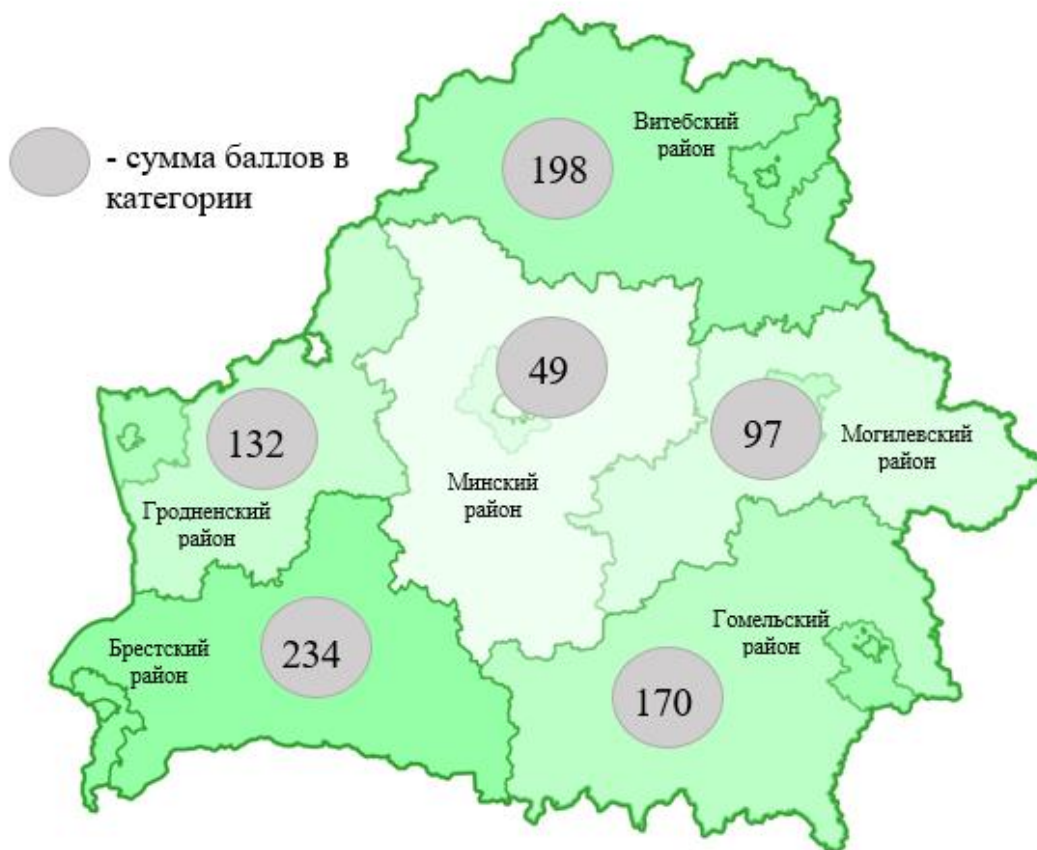 Витебский
район
- сумма баллов в
категории
198
49
132
97
Могилевский
район
Минский
район
Гродненский
район
Гомельский
район
Брестский
район
234
170